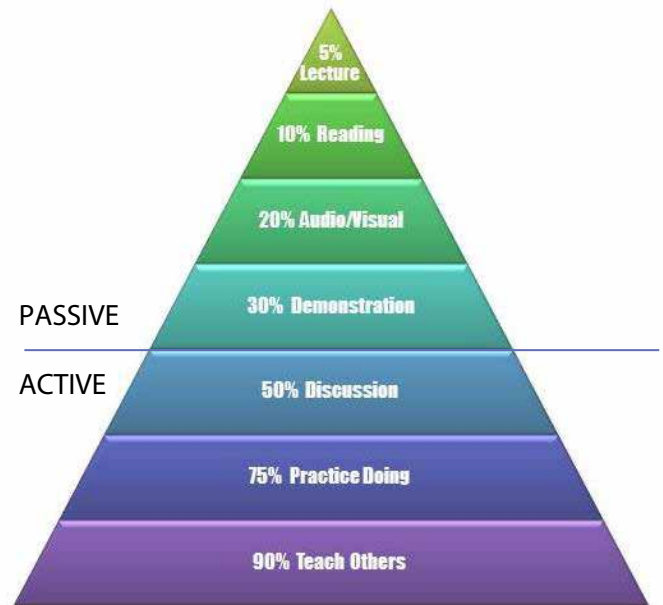 5%
Lecture
10% Reading
20% Audio/Visual
30% Demonstration
PASSIVE
ACTIVE
50% Discussion
75% Practice Doing
90% Teach Others